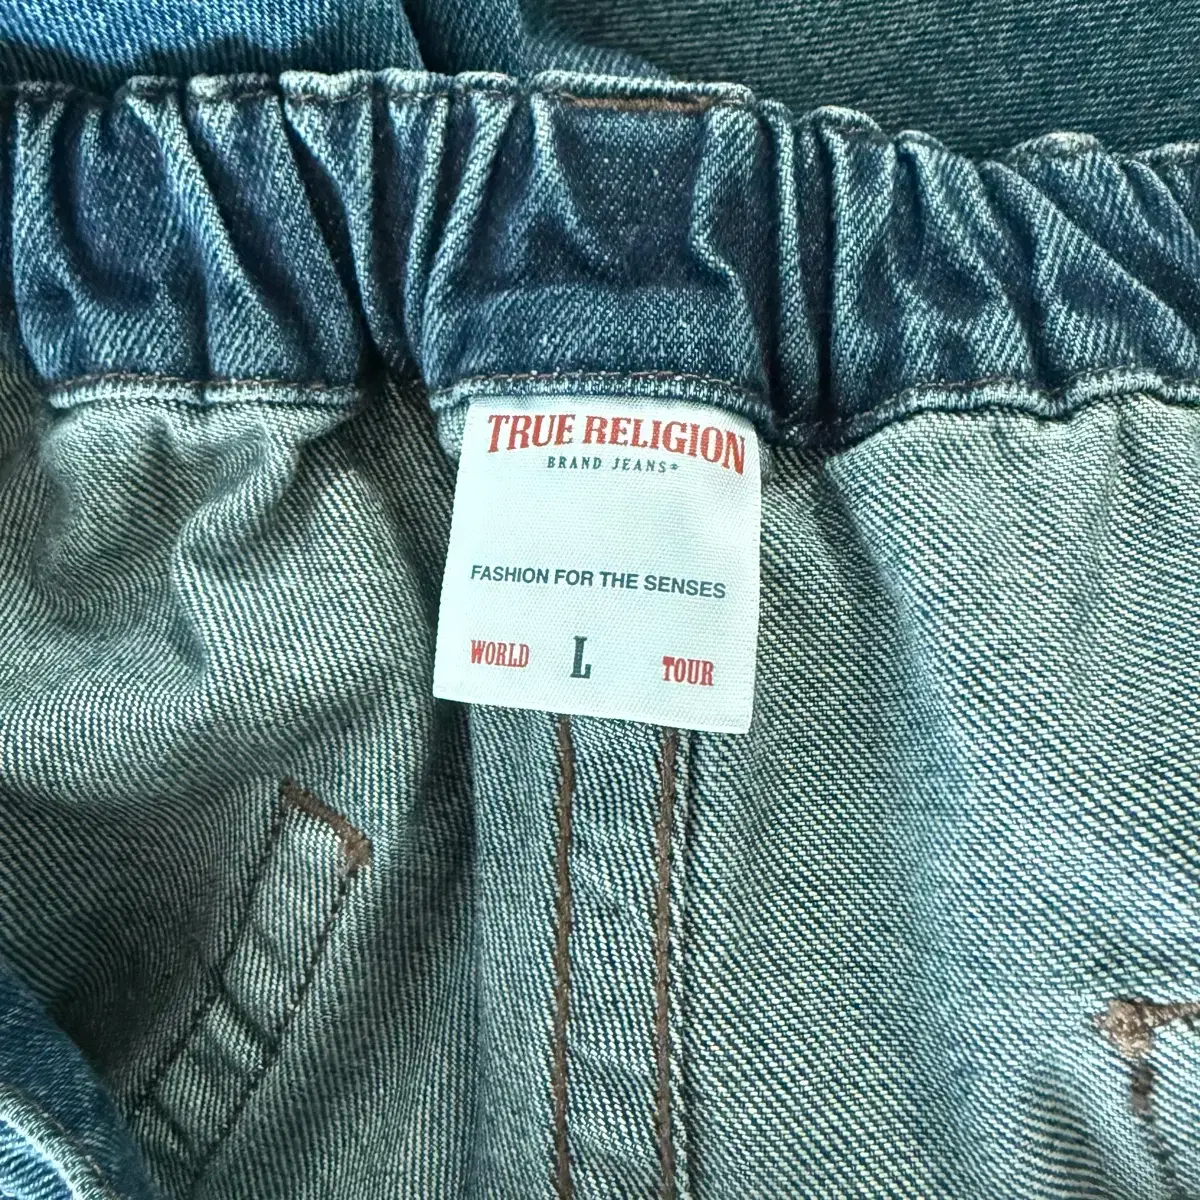 TRUE RELIGION
BRAND JEANS®
FASHION FOR THE SENSES
WORLD L TOUR